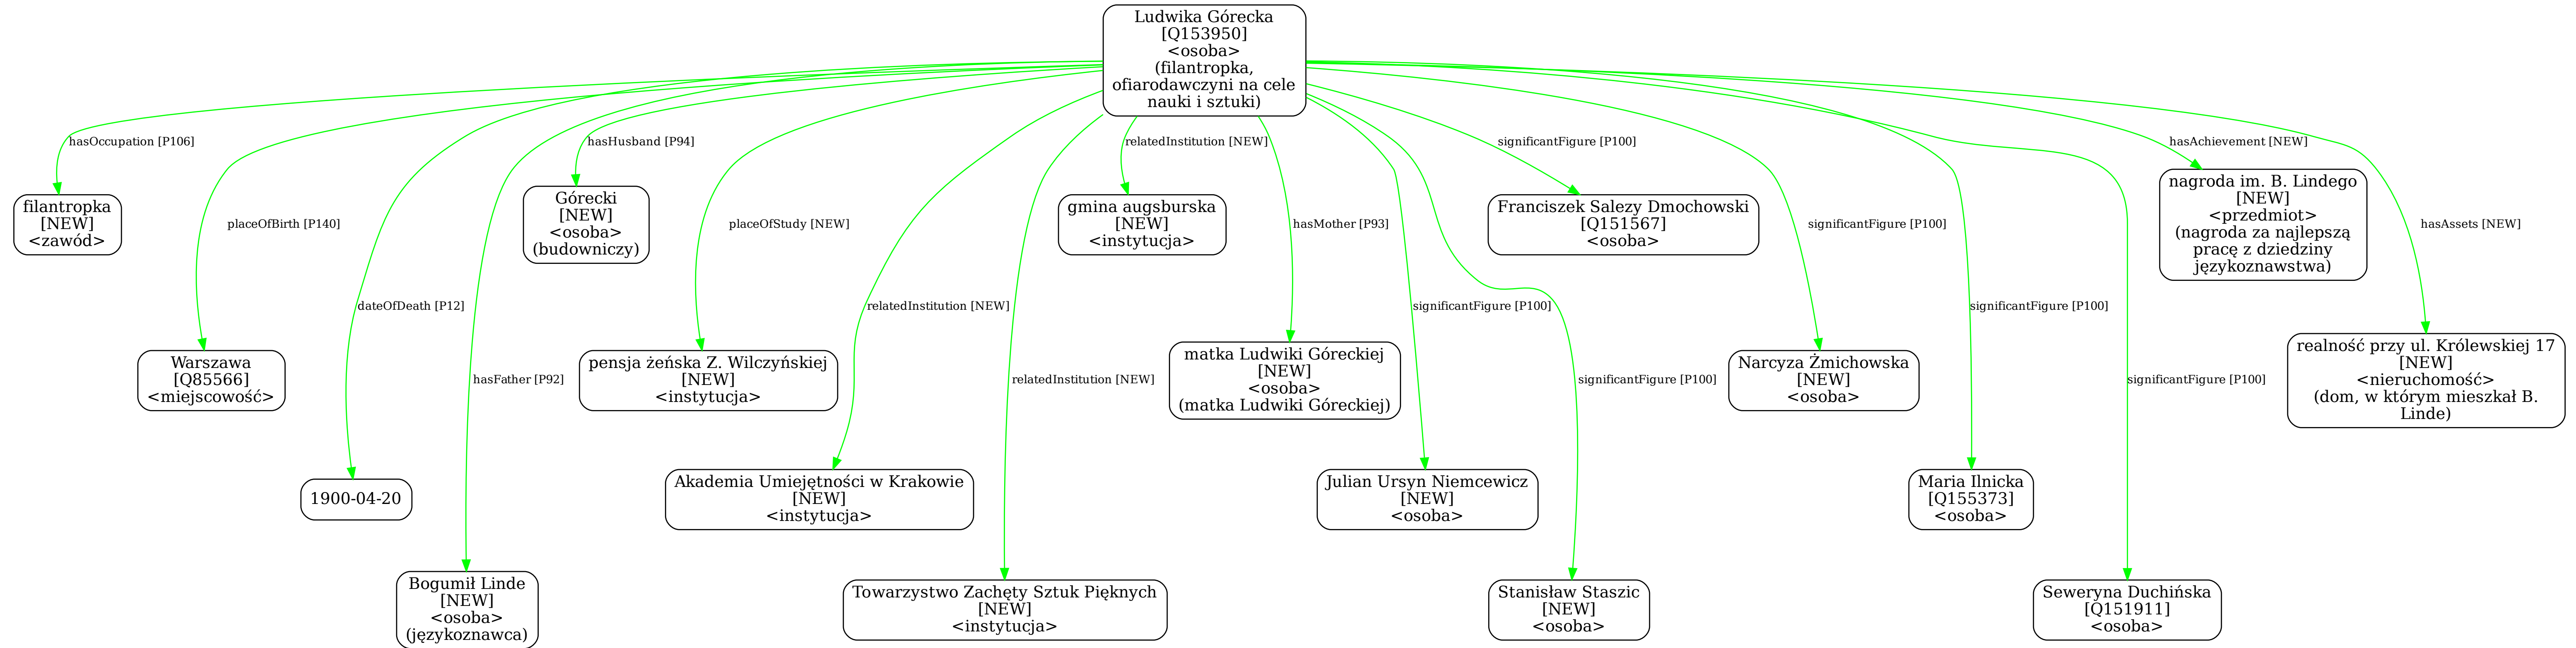 Ludwika Górecka
[Q153950]
<osoba>
(filantropka,
ofiarodawczyni na cele
nauki i sztuki)
hasOccupation [P106]
hasHusband [P94]
relatedInstitution [NEW]
significantFigure [P100]
hasAchievement [NEW]
filantropka
[NEW]
<zawód>
placeOfBirth [P140]
Górecki
[NEW]
<osoba>
(budowniczy)
placeOfStudy [NEW]
gmina augsburska
[NEW]
<instytucja>
hasMother [P93]
Franciszek Salezy Dmochowski
[Q151567]
<osoba>
significantFigure [P100]
nagroda im. B. Lindego
[NEW]
<przedmiot>
(nagroda za najlepszą
pracę z dziedziny
językoznawstwa)
hasAssets [NEW]
dateOfDeath [P12]
relatedInstitution [NEW]
significantFigure [P100]
significantFigure [P100]
Warszawa
[Q85566]
<miejscowość>
hasFather [P92]
pensja żeńska Z. Wilczyńskiej
[NEW]
<instytucja>
relatedInstitution [NEW]
matka Ludwiki Góreckiej
[NEW]
<osoba>
(matka Ludwiki Góreckiej)
significantFigure [P100]
Narcyza Żmichowska
[NEW]
<osoba>
significantFigure [P100]
realność przy ul. Królewskiej 17
[NEW]
<nieruchomość>
(dom, w którym mieszkał B.
Linde)
1900-04-20
Akademia Umiejętności w Krakowie
[NEW]
<instytucja>
Julian Ursyn Niemcewicz
[NEW]
<osoba>
Maria Ilnicka
[Q155373]
<osoba>
Bogumił Linde
[NEW]
<osoba>
(językoznawca)
Towarzystwo Zachęty Sztuk Pięknych
[NEW]
<instytucja>
Stanisław Staszic
[NEW]
<osoba>
Seweryna Duchińska
[Q151911]
<osoba>